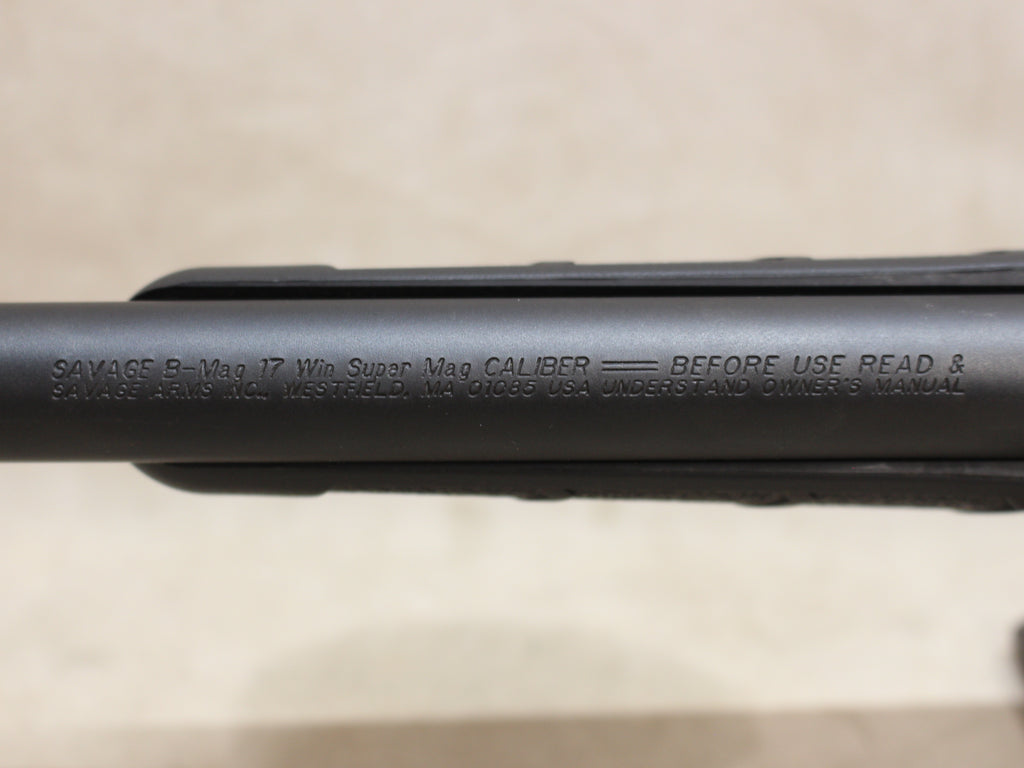 SAVAGE B-Mag 17 Win Super Mag CALIBER ══ BEFORE USE READ &
SAVAGE ARMS INC., WESTFIELD, MA 01085 USA UNDERSTAND OWNER'S MANUAL